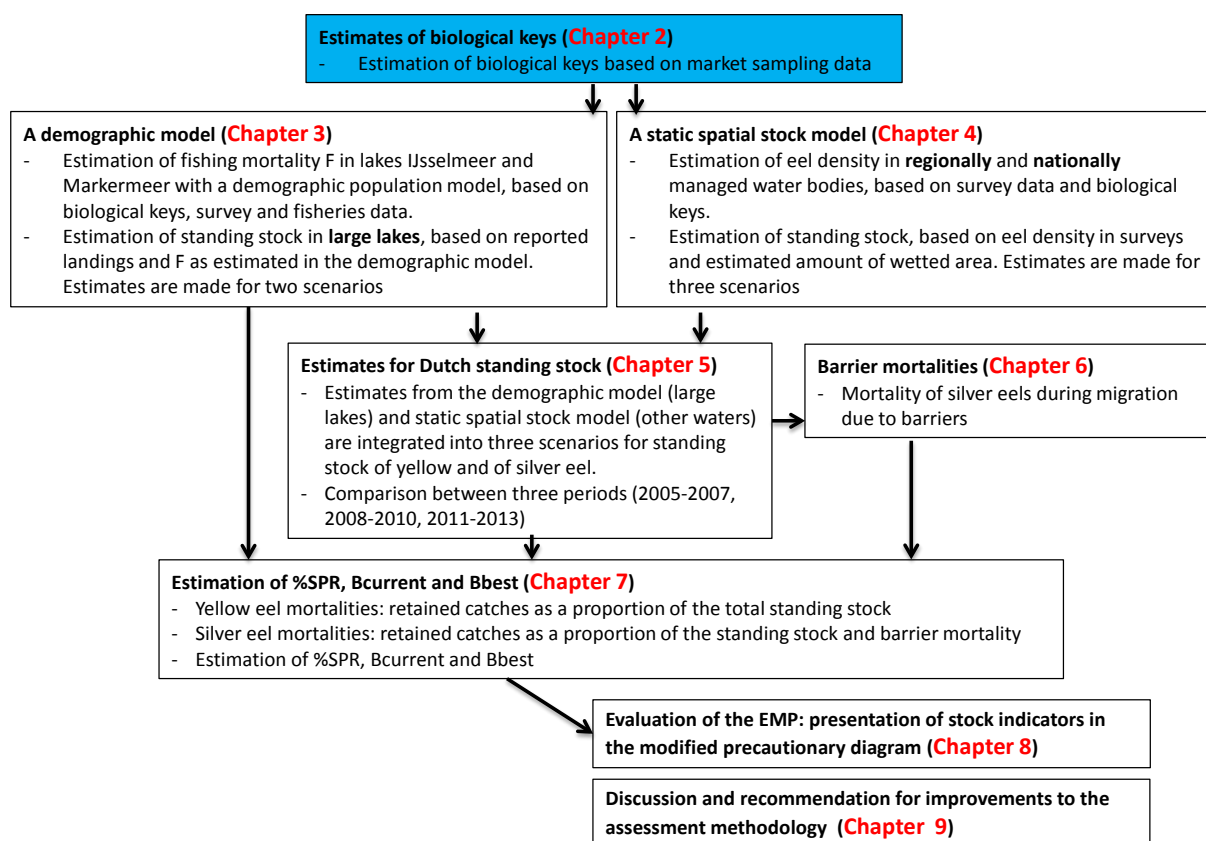 Estimates of biological keys (Chapter 2)
- Estimation of biological keys based on market sampling data
A demographic model (Chapter 3)
- Estimation of fishing mortality F in lakes IJsselmeer and
Markermeer with a demographic population model, based on
biological keys, survey and fisheries data.
- Estimation of standing stock in large lakes, based on reported
landings and F as estimated in the demographic model.
Estimates are made for two scenarios
A static spatial stock model (Chapter 4)
- Estimation of eel density in regionally and nationally
managed water bodies, based on survey data and biological
keys.
- Estimation of standing stock, based on eel density in surveys
and estimated amount of wetted area. Estimates are made for
three scenarios
Estimates for Dutch standing stock (Chapter 5)
- Estimates from the demographic model (large
lakes) and static spatial stock model (other waters)
are integrated into three scenarios for standing
stock of yellow and of silver eel.
- Comparison between three periods (2005-2007,
2008-2010, 2011-2013)
Barrier mortalities (Chapter 6)
- Mortality of silver eels during migration
due to barriers
Estimation of %SPR, Bcurrent and Bbest (Chapter 7)
- Yellow eel mortalities: retained catches as a proportion of the total standing stock
- Silver eel mortalities: retained catches as a proportion of the standing stock and barrier mortality
- Estimation of %SPR, Bcurrent and Bbest
Evaluation of the EMP: presentation of stock indicators in
the modified precautionary diagram (Chapter 8)
Discussion and recommendation for improvements to the
assessment methodology (Chapter 9)